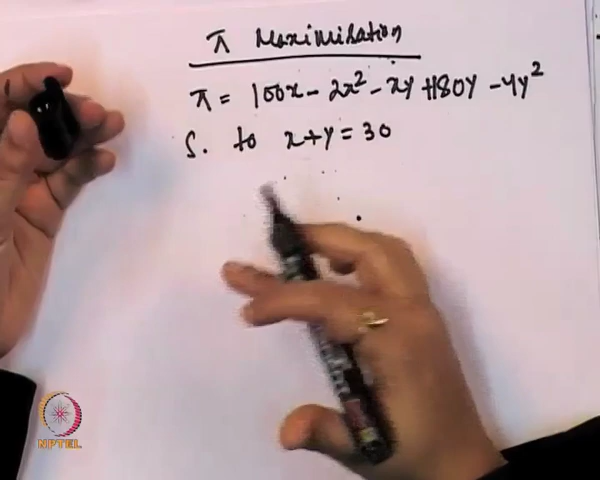 π Maximisation
π = 100x - 2x² - xy + 180y - 4y²
S. to x + y = 30
NPTEL